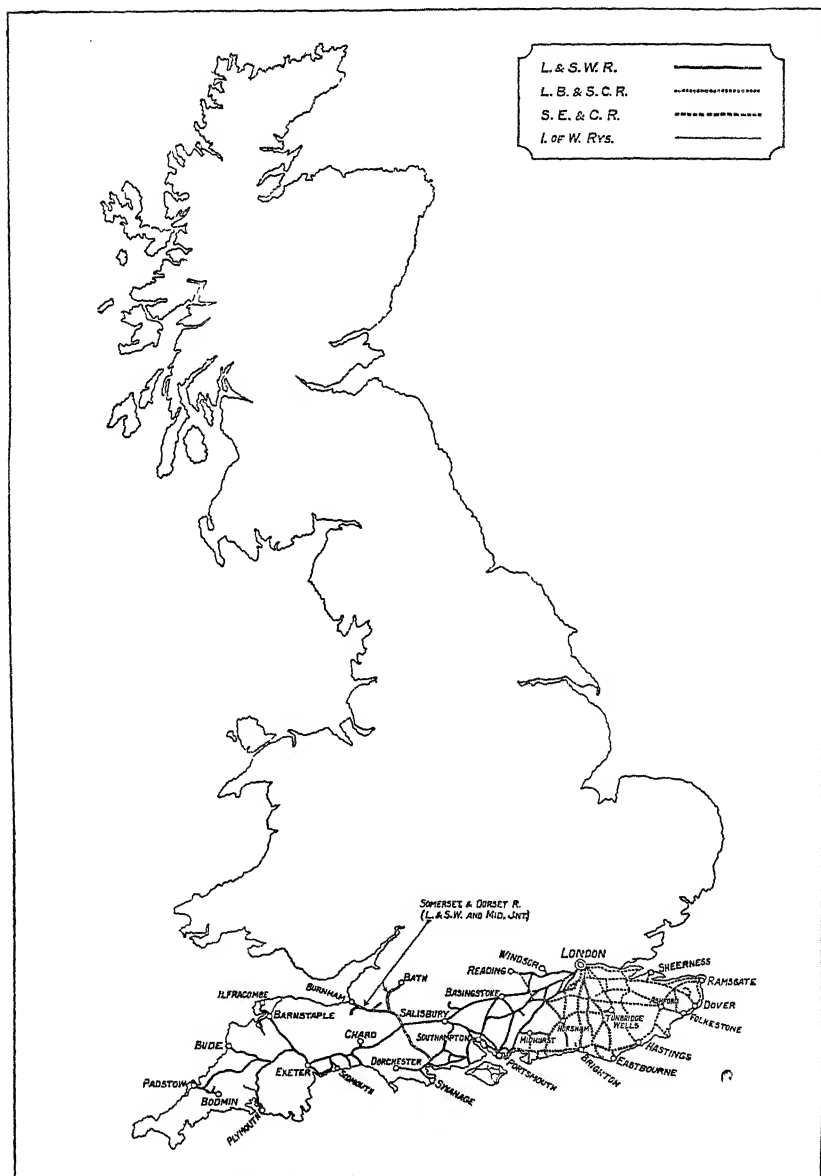 L. & S.W. R.
L. B. & S.C. R.
S. E. & C. R.
I. OF W. RYS.
SOMERSET & DORSET R.
(L. & S.W. AND MID. JNT.)
LONDON
WINDSOR
READING
SHEERNESS
RAMSGATE
BATH
BURNHAM
BASINGSTOKE
ILFRACOMBE
BARNSTAPLE
SALISBURY
ASHFORD
DOVER
FOLKESTONE
TUNBRIDGE
WELLS
HORSHAM
MIDHURST
SOUTHAMPTON
CHARD
BUDE
HASTINGS
EASTBOURNE
BRIGHTON
PORTSMOUTH
DORCHESTER
EXETER
SIDMOUTH
SWANAGE
PADSTOW
BODMIN
PLYMOUTH